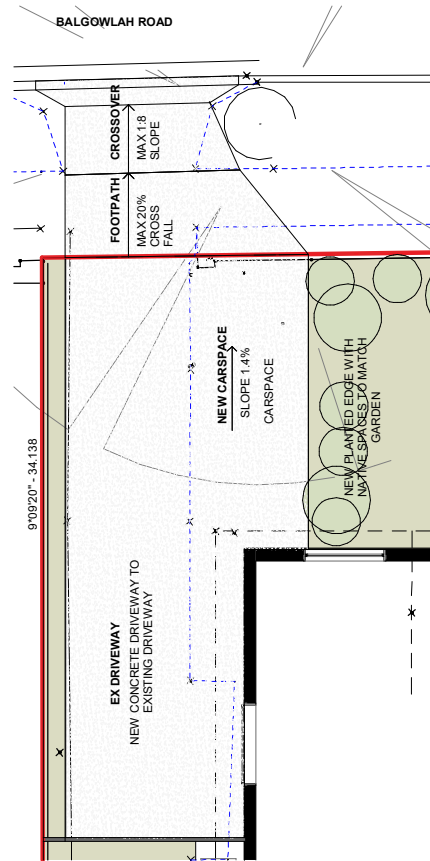 BALGOWLAH ROAD
CROSSOVER
MAX 1:8
SLOPE
FOOTPATH
MAX20%
CROSS
FALL
NEW CARSPACE
SLOPE 1.4%
CARSPACE
NEW PLANTED EDGE WITH
NATIVE SPACES TO MATCH
GARDEN
9°09'20" - 34.138
EX DRIVEWAY
NEW CONCRETE DRIVEWAY TO
EXISTING DRIVEWAY